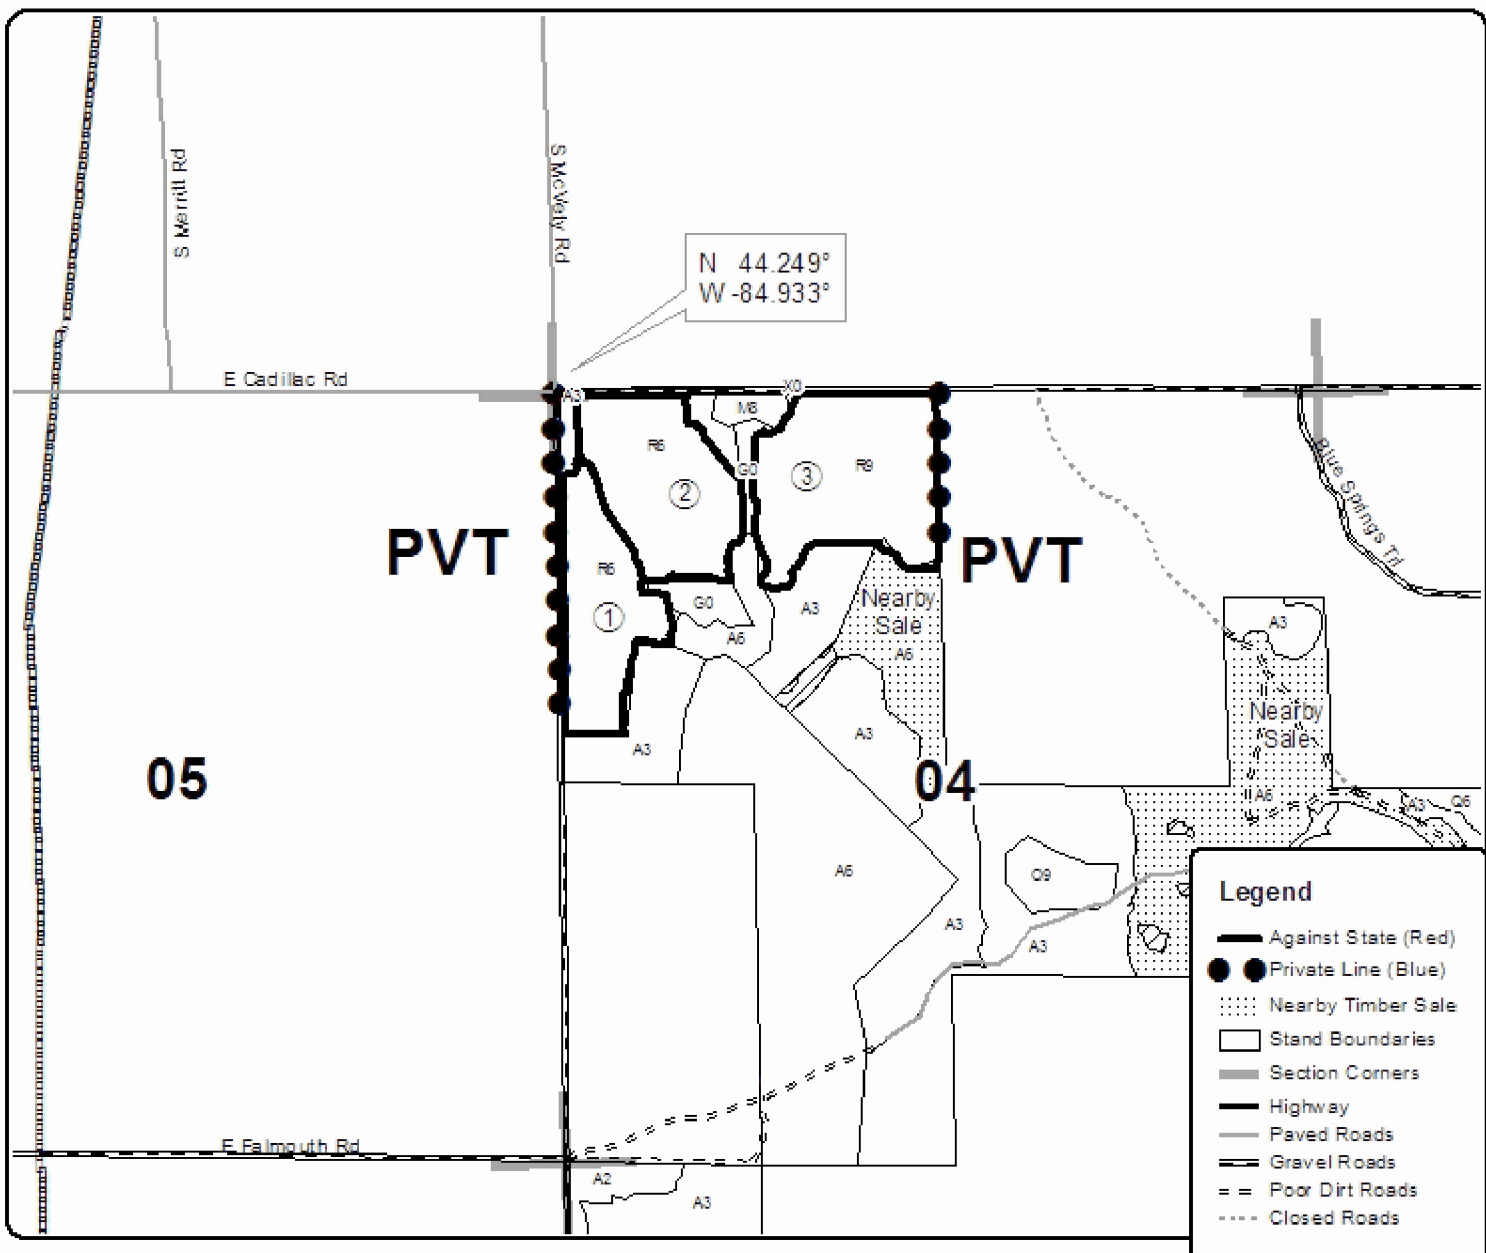 S Merrill Rd
S McVety Rd
N 44.249°
W -84.933°
E Cadillac Rd
A3
X0
M8
R6
G0
R9
2
3
Blue Springs Trl
PVT
PVT
R6
1
G0
A3
Nearby
Sale
A6
A6
A3
A3
A3
Nearby
Sale
05
04
A6
A3
Q6
A6
Q9
A3
A3
E Falmouth Rd
A2
A3
Legend
Against State (Red)
Private Line (Blue)
Nearby Timber Sale
Stand Boundaries
Section Corners
Highway
Paved Roads
Gravel Roads
Poor Dirt Roads
Closed Roads